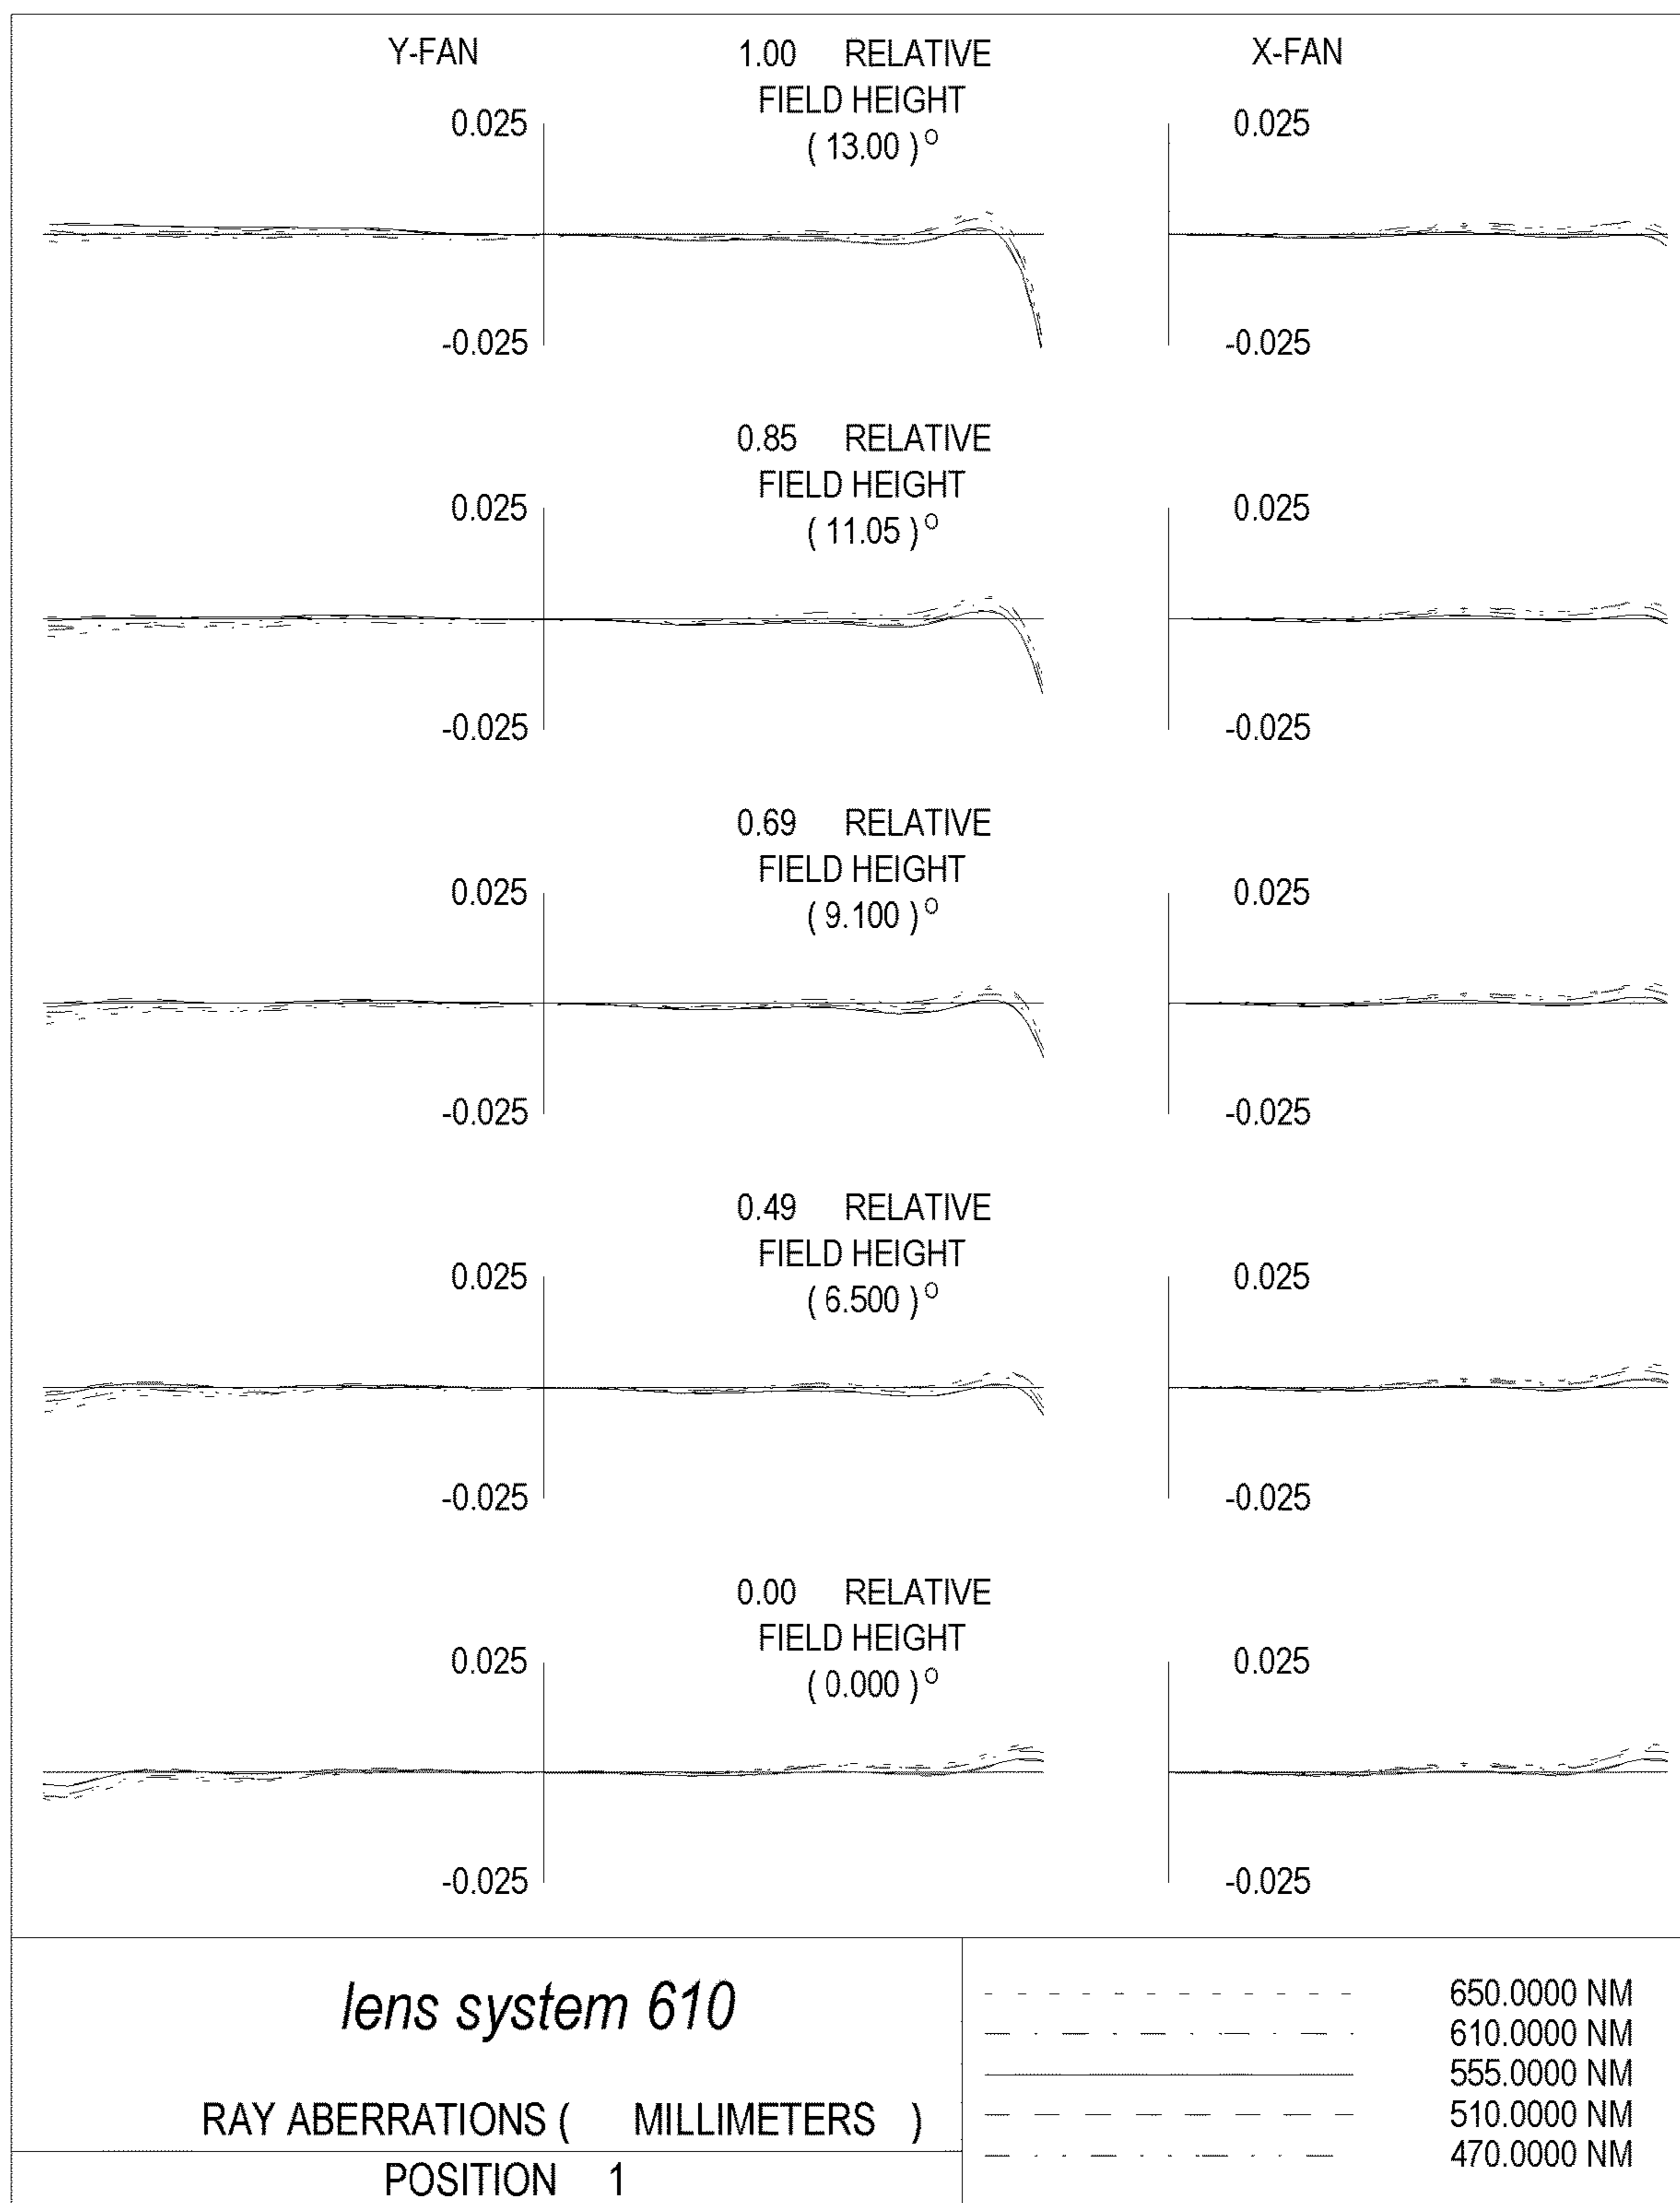 Y-FAN
1.00 RELATIVE
FIELD HEIGHT
( 13.00 )°
X-FAN
0.025
0.025
-0.025
-0.025
0.85 RELATIVE
FIELD HEIGHT
( 11.05 )°
0.025
0.025
-0.025
-0.025
0.69 RELATIVE
FIELD HEIGHT
( 9.100 )°
0.025
0.025
-0.025
-0.025
0.49 RELATIVE
FIELD HEIGHT
( 6.500 )°
0.025
0.025
-0.025
-0.025
0.00 RELATIVE
FIELD HEIGHT
( 0.000 )°
0.025
0.025
-0.025
-0.025
lens system 610
RAY ABERRATIONS ( MILLIMETERS )
POSITION 1
650.0000 NM
610.0000 NM
555.0000 NM
510.0000 NM
470.0000 NM